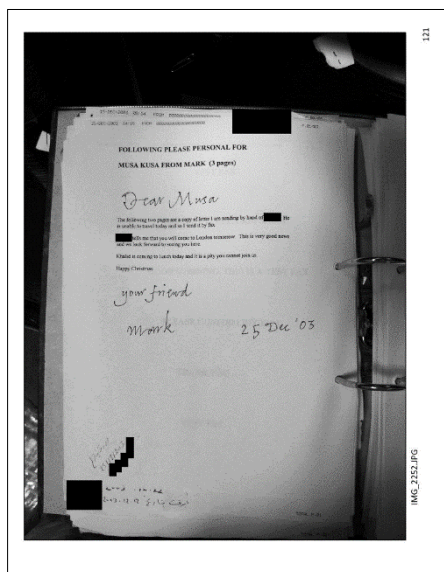 121
FOLLOWING PLEASE PERSONAL FOR
MUSA KUSA FROM MARK (3 pages)
Dear Musa
The following two pages are a copy of letter I am sending by hand of He
is unable to travel today and so I send it by fax.
tells me that you will come to London tomorrow. This is very good news
and we look forward to seeing you here.
Khalid is coming to lunch today and it is a pity you cannot join us.
Happy Christmas.
your friend
Mark 25 Dec '03
IMG_2252.JPG